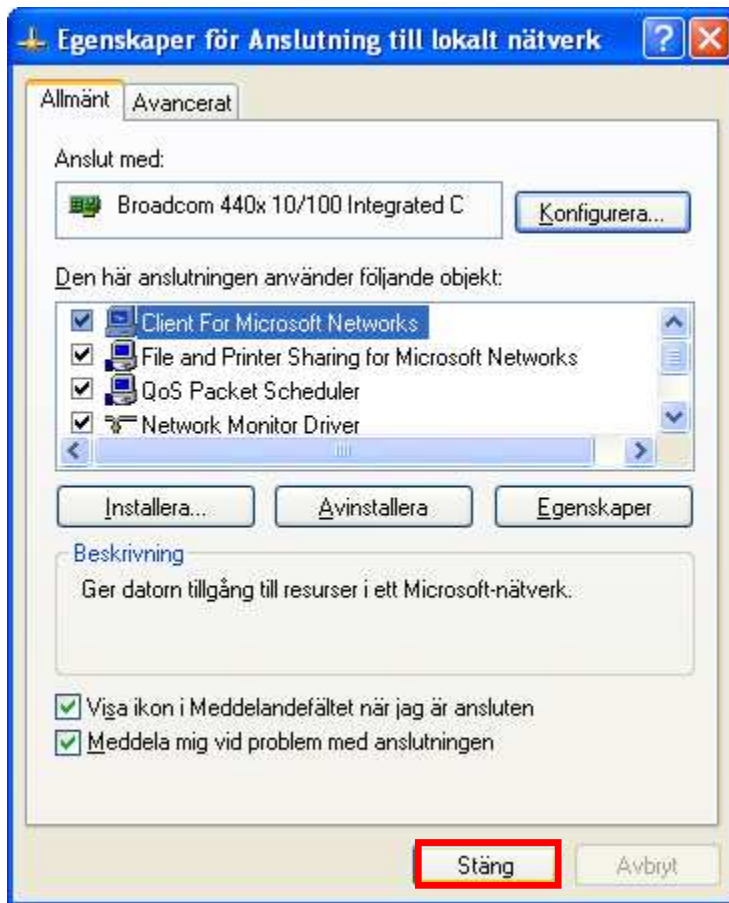 Egenskaper för Anslutning till lokalt nätverk
Allmänt
Avancerat
Anslut med:
Broadcom 440x 10/100 Integrated C
Konfigurera...
Den här anslutningen använder följande objekt:
Client For Microsoft Networks
File and Printer Sharing for Microsoft Networks
QoS Packet Scheduler
Network Monitor Driver
Installera...
Avinstallera
Egenskaper
Beskrivning
Ger datorn tillgång till resurser i ett Microsoft-nätverk.
Visa ikon i Meddelandefältet när jag är ansluten
Meddela mig vid problem med anslutningen
Stäng
Avbryt